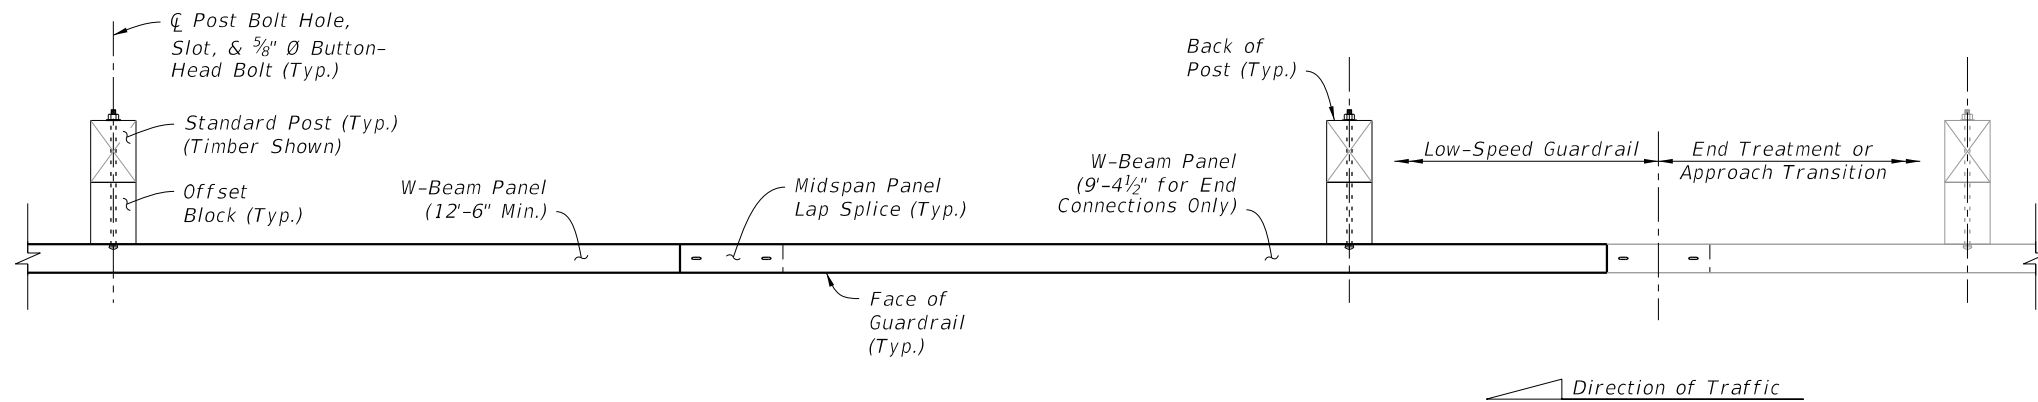 ℄ Post Bolt Hole,
Slot, & ⅝" Ø Button-
Head Bolt (Typ.)
Standard Post (Typ.)
(Timber Shown)
Offset
Block (Typ.)
W-Beam Panel
(12'-6" Min.)
Midspan Panel
Lap Splice (Typ.)
Face of
Guardrail
(Typ.)
W-Beam Panel
(9'-4½" for End
Connections Only)
Back of
Post (Typ.)
Low-Speed Guardrail
End Treatment or
Approach Transition
Direction of Traffic